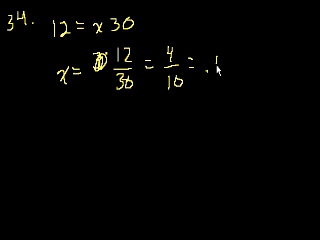 34. 12 = x 30
x = 12/30 = 4/10 = .